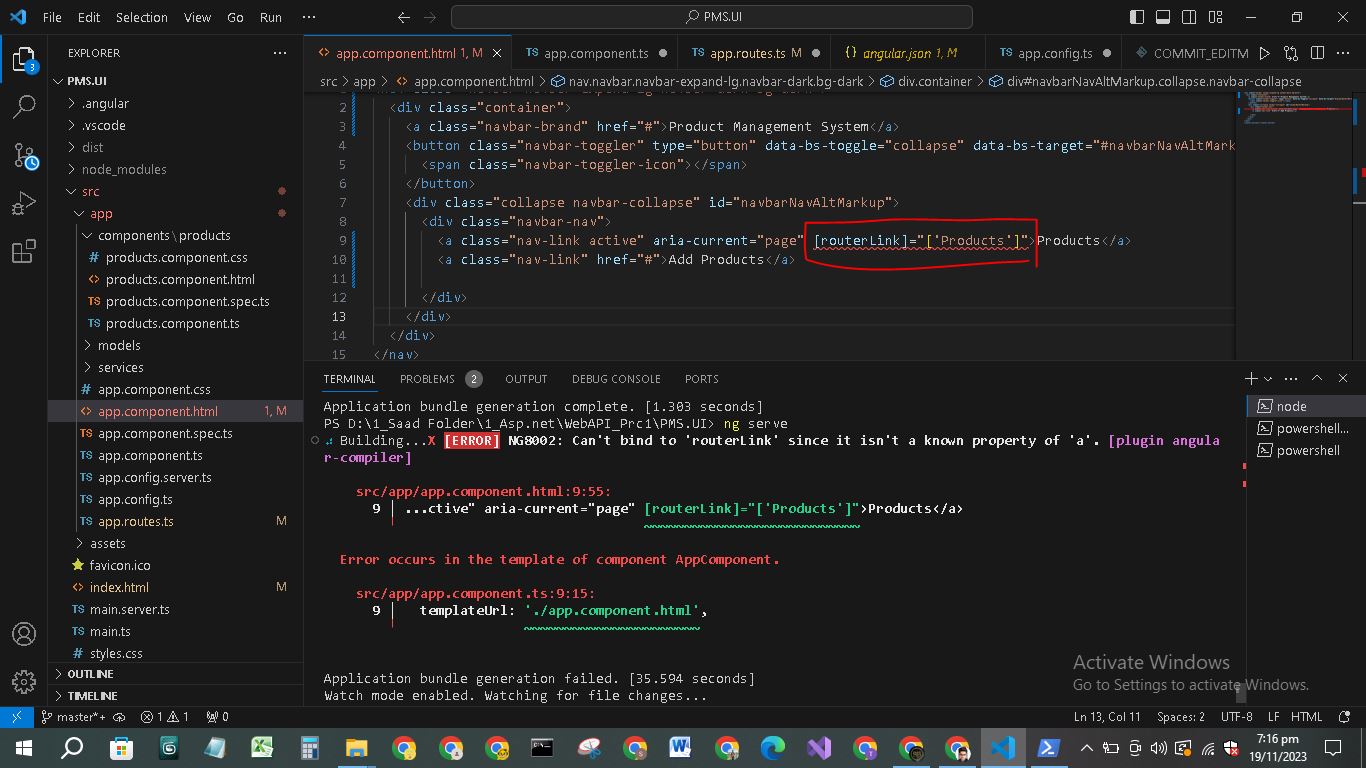 File Edit Selection View Go Run ··· PMS.UI
EXPLORER ···
app.component.html 1, M
app.component.ts
app.routes.ts M
angular.json 1, M
app.config.ts
COMMIT_EDITM
src > app > app.component.html > nav.navbar.navbar-expand-lg.navbar-dark.bg-dark > div.container > div#navbarNavAltMarkup.collapse.navbar-collapse
PMS.UI
.angular
.vscode
dist
node_modules
src
app
components \ products
products.component.css
products.component.html
TS products.component.spec.ts
TS products.component.ts
models
services
app.component.css
app.component.html 1, M
TS app.component.spec.ts
TS app.component.ts
TS app.config.server.ts
TS app.config.ts
TS app.routes.ts M
assets
favicon.ico
index.html M
TS main.server.ts
TS main.ts
styles.css
OUTLINE
TIMELINE
2 <div class="container">
3 <a class="navbar-brand" href="#">Product Management System</a>
4 <button class="navbar-toggler" type="button" data-bs-toggle="collapse" data-bs-target="#navbarNavAltMark
5 <span class="navbar-toggler-icon"></span>
6 </button>
7 <div class="collapse navbar-collapse" id="navbarNavAltMarkup">
8 <div class="navbar-nav">
9 <a class="nav-link active" aria-current="page" [routerLink]="['Products']">Products</a>
10 <a class="nav-link" href="#">Add Products</a>
11
12 </div>
13 </div>
14 </div>
15 </nav>
TERMINAL PROBLEMS 2 OUTPUT DEBUG CONSOLE PORTS
Application bundle generation complete. [1.303 seconds]
PS D:\1_Saad Folder\1_Asp.net\WebAPI_Prc1\PMS.UI> ng serve
Building...X [ERROR] NG8002: Can't bind to 'routerLink' since it isn't a known property of 'a'. [plugin angula
r-compiler]
src/app/app.component.html:9:55:
9 │ ...ctive" aria-current="page" [routerLink]="['Products']">Products</a>
~~~~~~~~~~~~~~~~~~~~~~~~~~~
Error occurs in the template of component AppComponent.
src/app/app.component.ts:9:15:
9 │ templateUrl: './app.component.html',
~~~~~~~~~~~~~~~~~~~~~~
Application bundle generation failed. [35.594 seconds]
Watch mode enabled. Watching for file changes...
node
powershell...
powershell
Activate Windows
Go to Settings to activate Windows.
master*+ 1 1 0 Ln 13, Col 11 Spaces: 2 UTF-8 LF HTML
7:16 pm
19/11/2023